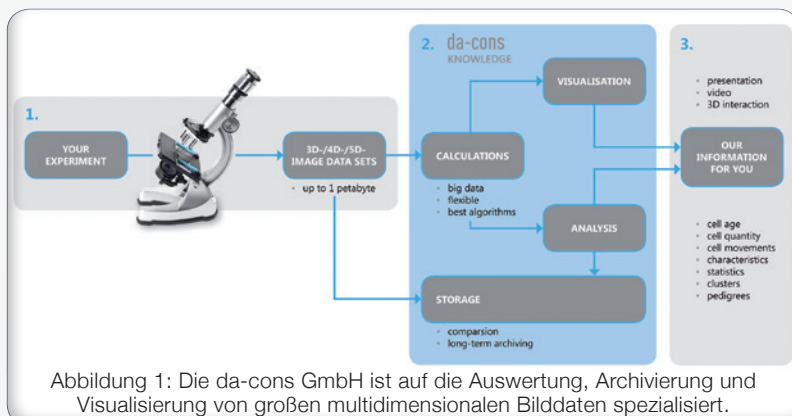 1.
YOUR
EXPERIMENT
3D-/4D-/5D-
IMAGE DATA SETS
• up to 1 petabyte
2. da-cons
KNOWLEDGE
VISUALISATION
CALCULATIONS
• big data
• flexible
• best algorithms
ANALYSIS
STORAGE
• comparsion
• long-term archiving
3.
• presentation
• video
• 3D interaction
OUR
INFORMATION
FOR YOU
• cell age
• cell quantity
• cell movements
• characteristics
• statistics
• clusters
• pedigrees
Abbildung 1: Die da-cons GmbH ist auf die Auswertung, Archivierung und
Visualisierung von großen multidimensionalen Bilddaten spezialisiert.